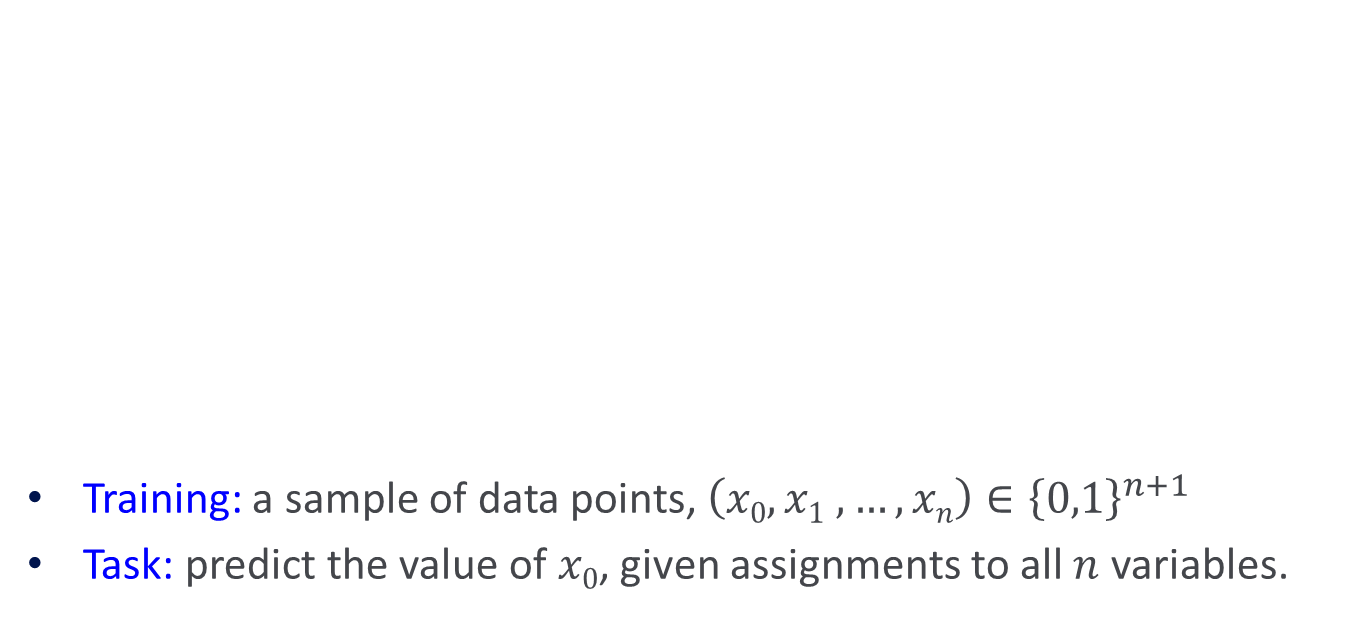 • Training: a sample of data points, (x₀, x₁ , … , xₙ) ∈ {0,1}ⁿ⁺¹
• Task: predict the value of x₀, given assignments to all n variables.